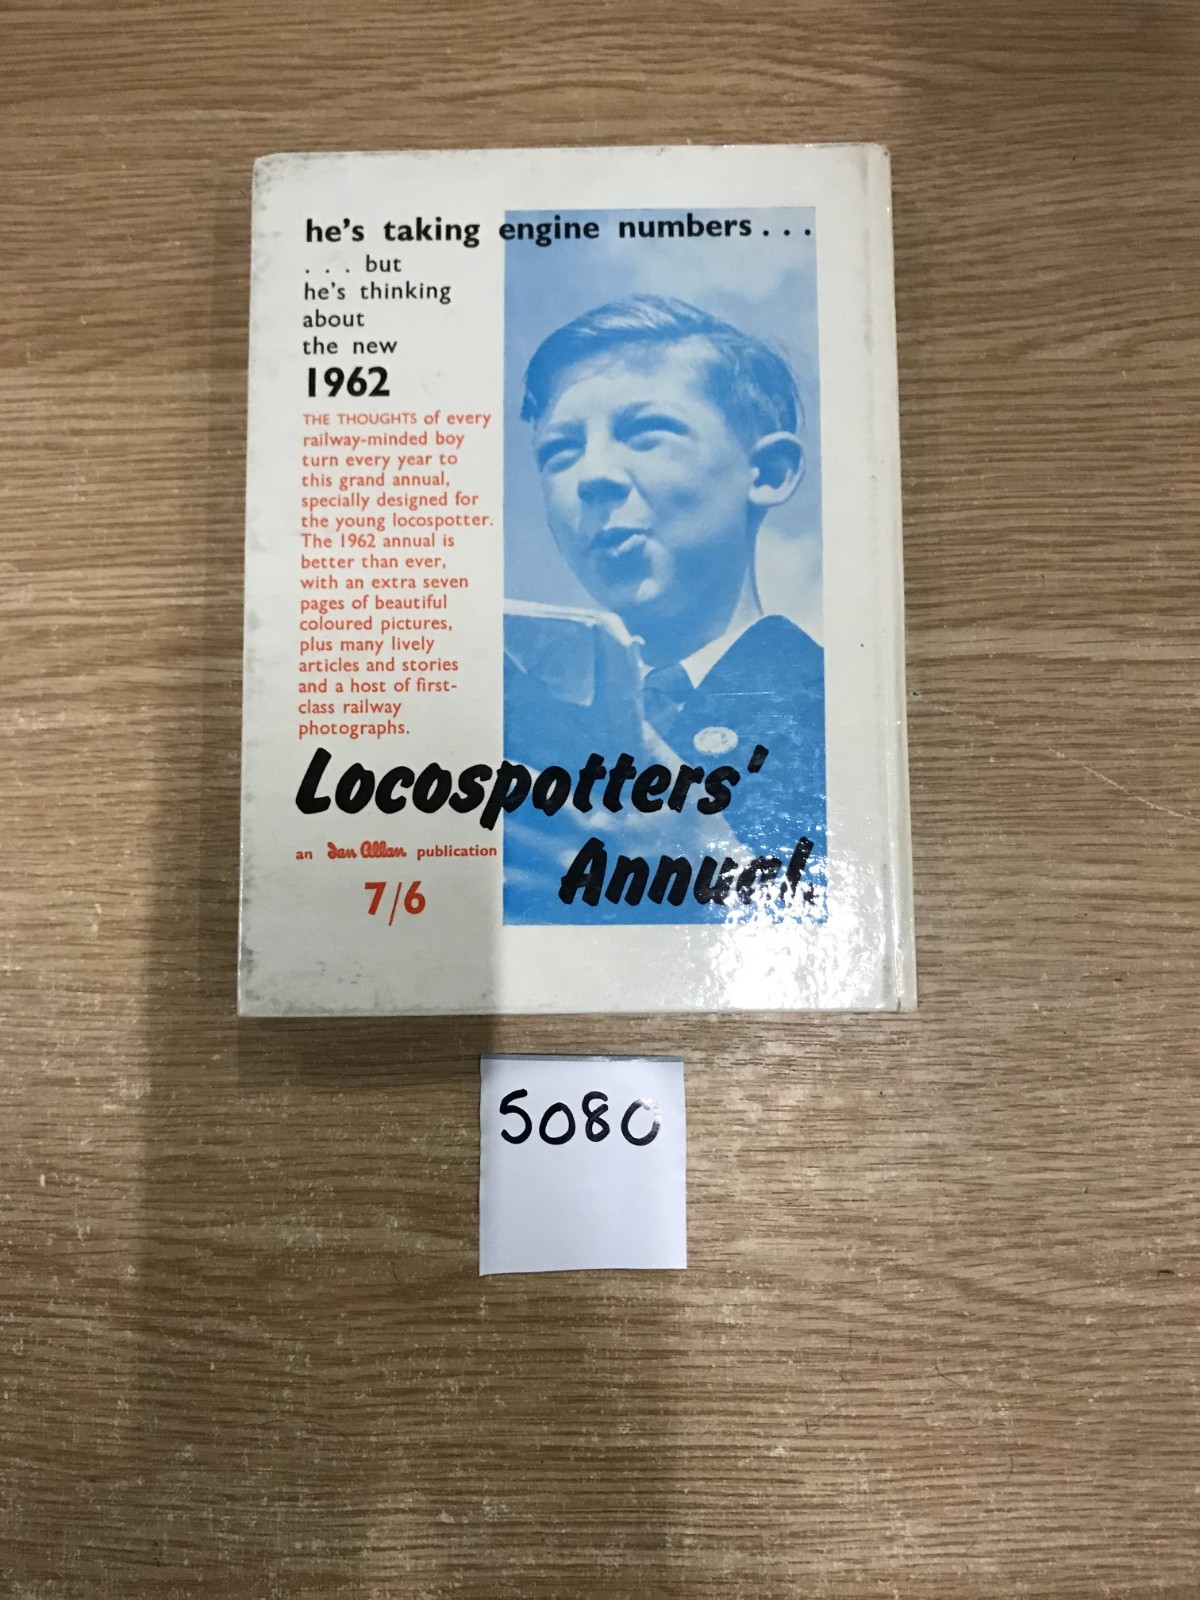 he's taking engine numbers . . .
. . . but
he's thinking
about
the new
1962
THE THOUGHTS of every
railway-minded boy
turn every year to
this grand annual,
specially designed for
the young locospotter.
The 1962 annual is
better than ever,
with an extra seven
pages of beautiful
coloured pictures,
plus many lively
articles and stories
and a host of first-
class railway
photographs.
Locospotters'
Annual
an Ian Allan publication
7/6
5080